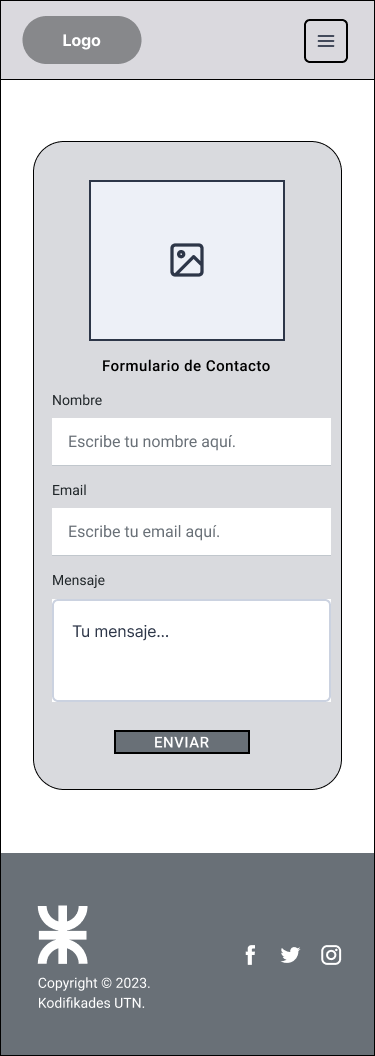 Logo
Formulario de Contacto
Nombre
Escribe tu nombre aquí.
Email
Escribe tu email aquí.
Mensaje
Tu mensaje...
ENVIAR
Copyright © 2023.
Kodifikades UTN.